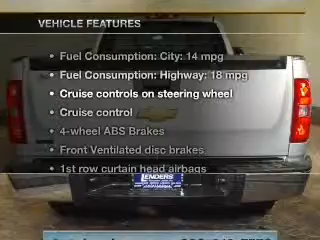 VEHICLE FEATURES
• Fuel Consumption: City: 14 mpg
• Fuel Consumption: Highway: 18 mpg
• Cruise controls on steering wheel
• Cruise control
• 4-wheel ABS Brakes
• Front Ventilated disc brakes
• 1st row curtain head airbags
LENDERS